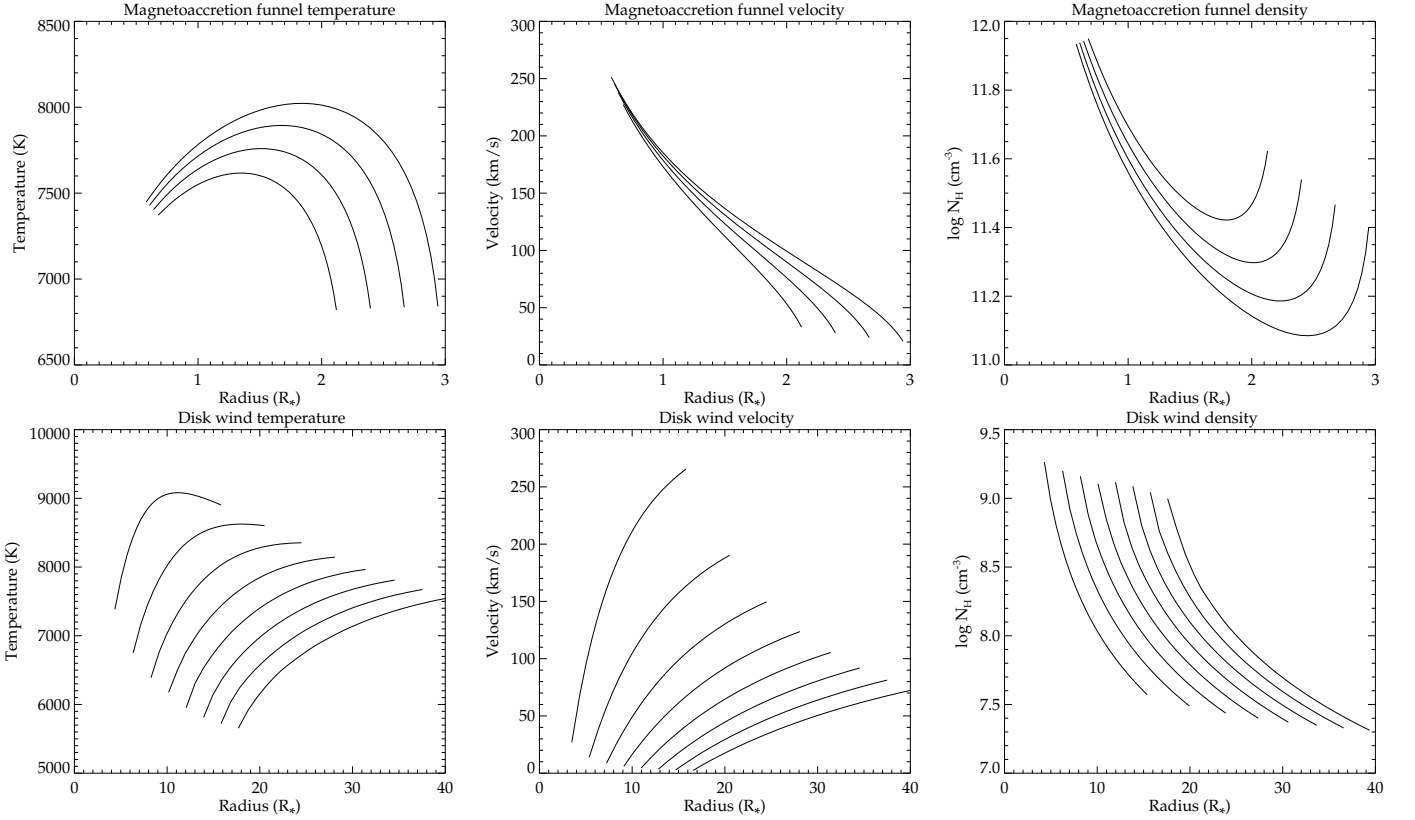 Magnetoaccretion funnel temperature
8500
8000
7500
7000
6500
Temperature (K)
0 1 2 3
Radius (R*)
Magnetoaccretion funnel velocity
300
250
200
150
100
50
0
Velocity (km/s)
0 1 2 3
Radius (R*)
Magnetoaccretion funnel density
12.0
11.8
11.6
11.4
11.2
11.0
log N_H (cm^-3)
0 1 2 3
Radius (R*)
Disk wind temperature
10000
9000
8000
7000
6000
5000
Temperature (K)
0 10 20 30 40
Radius (R*)
Disk wind velocity
300
250
200
150
100
50
0
Velocity (km/s)
0 10 20 30 40
Radius (R*)
Disk wind density
9.5
9.0
8.5
8.0
7.5
7.0
log N_H (cm^-3)
0 10 20 30 40
Radius (R*)